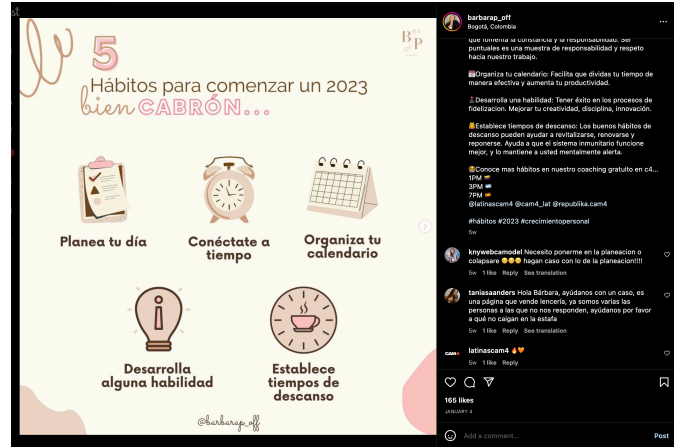 5
Hábitos para comenzar un 2023
bien CABRÓN...
B P
Planea tu día
Conéctate a
tiempo
Organiza tu
calendario
Desarrolla
alguna habilidad
Establece
tiempos de
descanso
@barbarap_off
barbarap_off
Bogotá, Colombia
que fomenta la constancia y la responsabilidad. Ser
puntuales es una muestra de responsabilidad y respeto
hacia nuestro trabajo.
📅Organiza tu calendario: Facilita que dividas tu tiempo de
manera efectiva y aumenta tu productividad.
Desarrolla una habilidad: Tener éxito en los procesos de
fidelizacion. Mejorar tu creatividad, disciplina, innovación.
Establece tiempos de descanso: Los buenos hábitos de
descanso pueden ayudar a revitalizarse, renovarse y
reponerse. Ayuda a que el sistema inmunitario funcione
mejor, y lo mantiene a usted mentalmente alerta.
Conoce mas hábitos en nuestro coaching gratuito en c4...
1PM
3PM
7PM
@latinascam4 @cam4_lat @republika.cam4
#hábitos #2023 #crecimientopersonal
5w
knywebcamodel Necesito ponerme en la planeacion o
colapsare hagan caso con lo de la planeacion!!!!
5w 1 like Reply See translation
taniasaanders Hola Bárbara, ayúdanos con un caso, es
una página que vende lencería, ya somos varias las
personas a las que no nos responden, ayúdanos por favor
a qué no caigan en la estafa
5w 1 like Reply See translation
CAM4
latinascam4 🔥🧡
5w 1 like Reply
165 likes
JANUARY 4
Add a comment...
Post